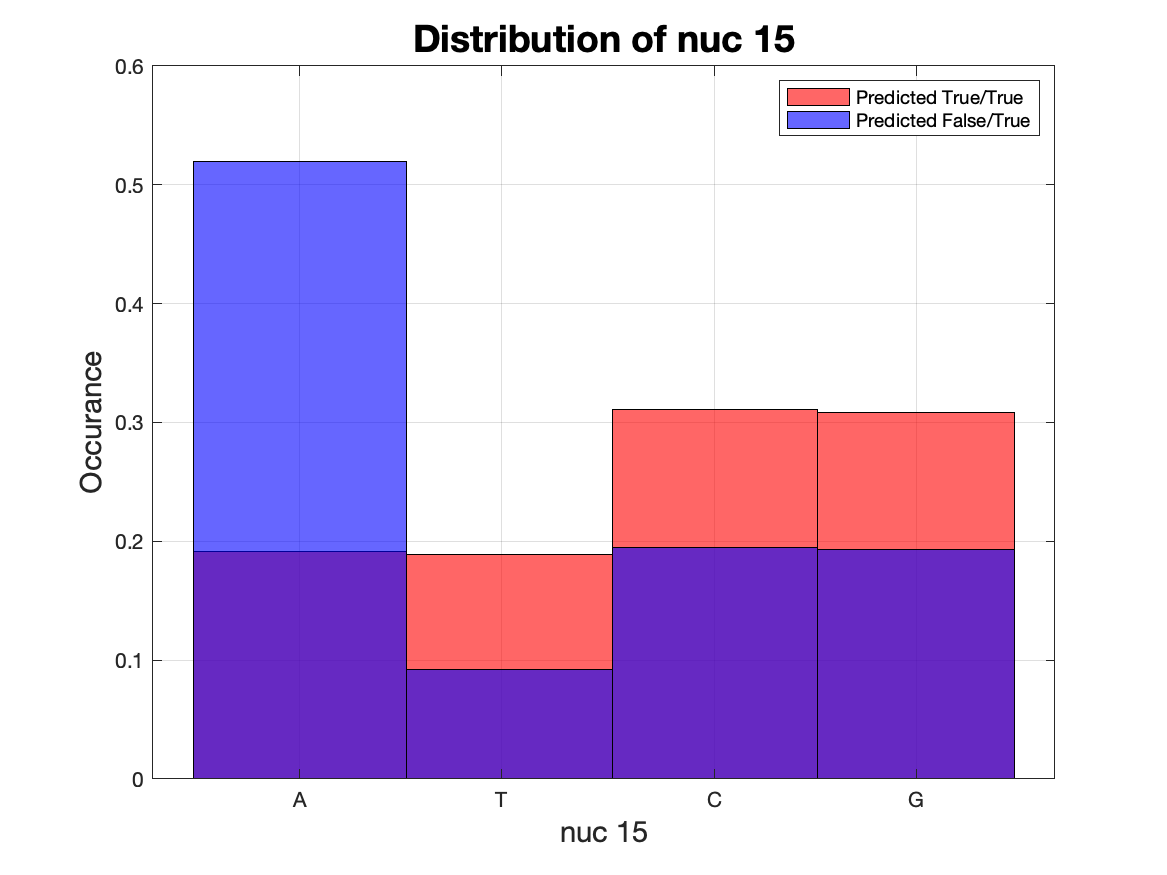 Distribution of nuc 15
Predicted True/True
Predicted False/True
0.6
0.5
0.4
0.3
0.2
0.1
0
Occurance
A T C G
nuc 15